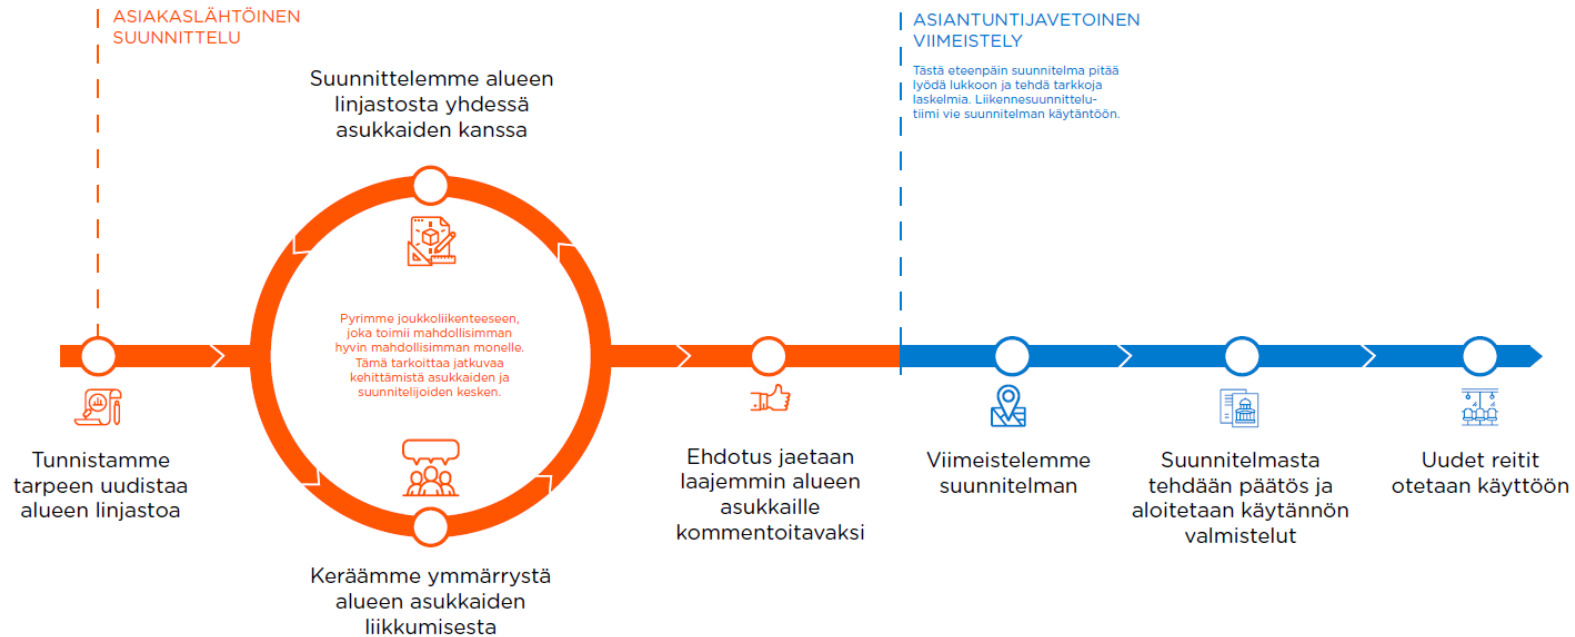 ASIAKASLÄHTÖINEN
SUUNNITTELU
ASIANTUNTIJAVETOINEN
VIIMEISTELY
Tästä eteenpäin suunnitelma pitää
lyödä lukkoon ja tehdä tarkkoja
laskelmia. Liikennesuunnittelu-
tiimi vie suunnitelman käytäntöön.
Suunnittelemme alueen
linjastosta yhdessä
asukkaiden kanssa
Pyrimme joukkoliikenteeseen,
joka toimii mahdollisimman
hyvin mahdollisimman monelle.
Tämä tarkoittaa jatkuvaa
kehittämistä asukkaiden ja
suunnitelijoiden kesken.
Tunnistamme
tarpeen uudistaa
alueen linjastoa
Keräämme ymmärrystä
alueen asukkaiden
liikkumisesta
Ehdotus jaetaan
laajemmin alueen
asukkaille
kommentoitavaksi
Viimeistelemme
suunnitelman
Suunnitelmasta
tehdään päätös ja
aloitetaan käytännön
valmistelut
Uudet reitit
otetaan käyttöön